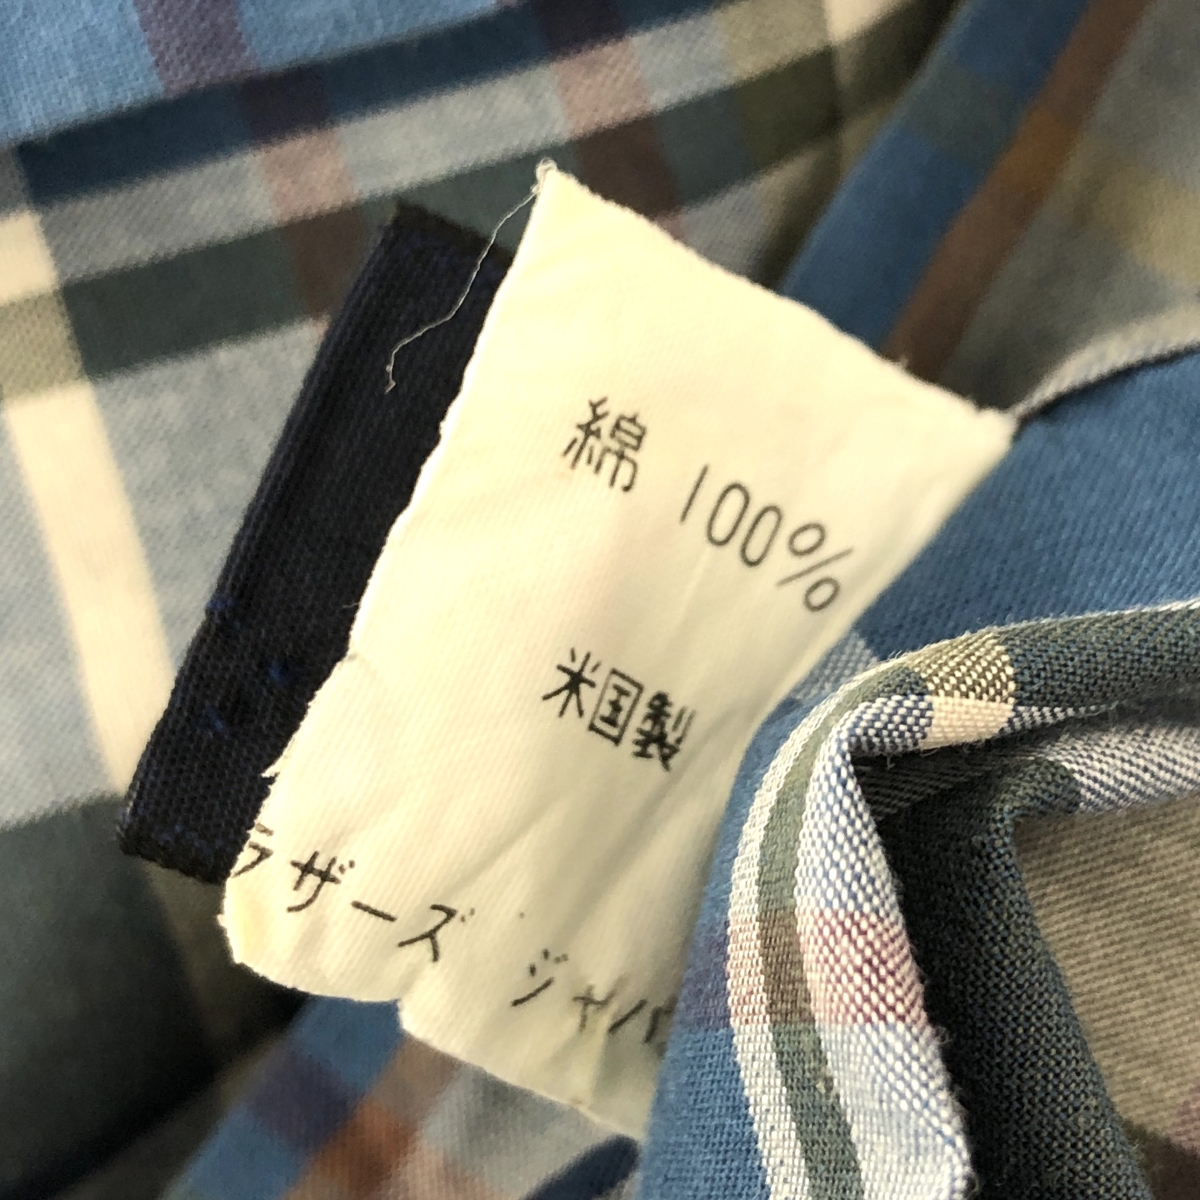 綿 100%
米国製
ラザーズ ジャパ